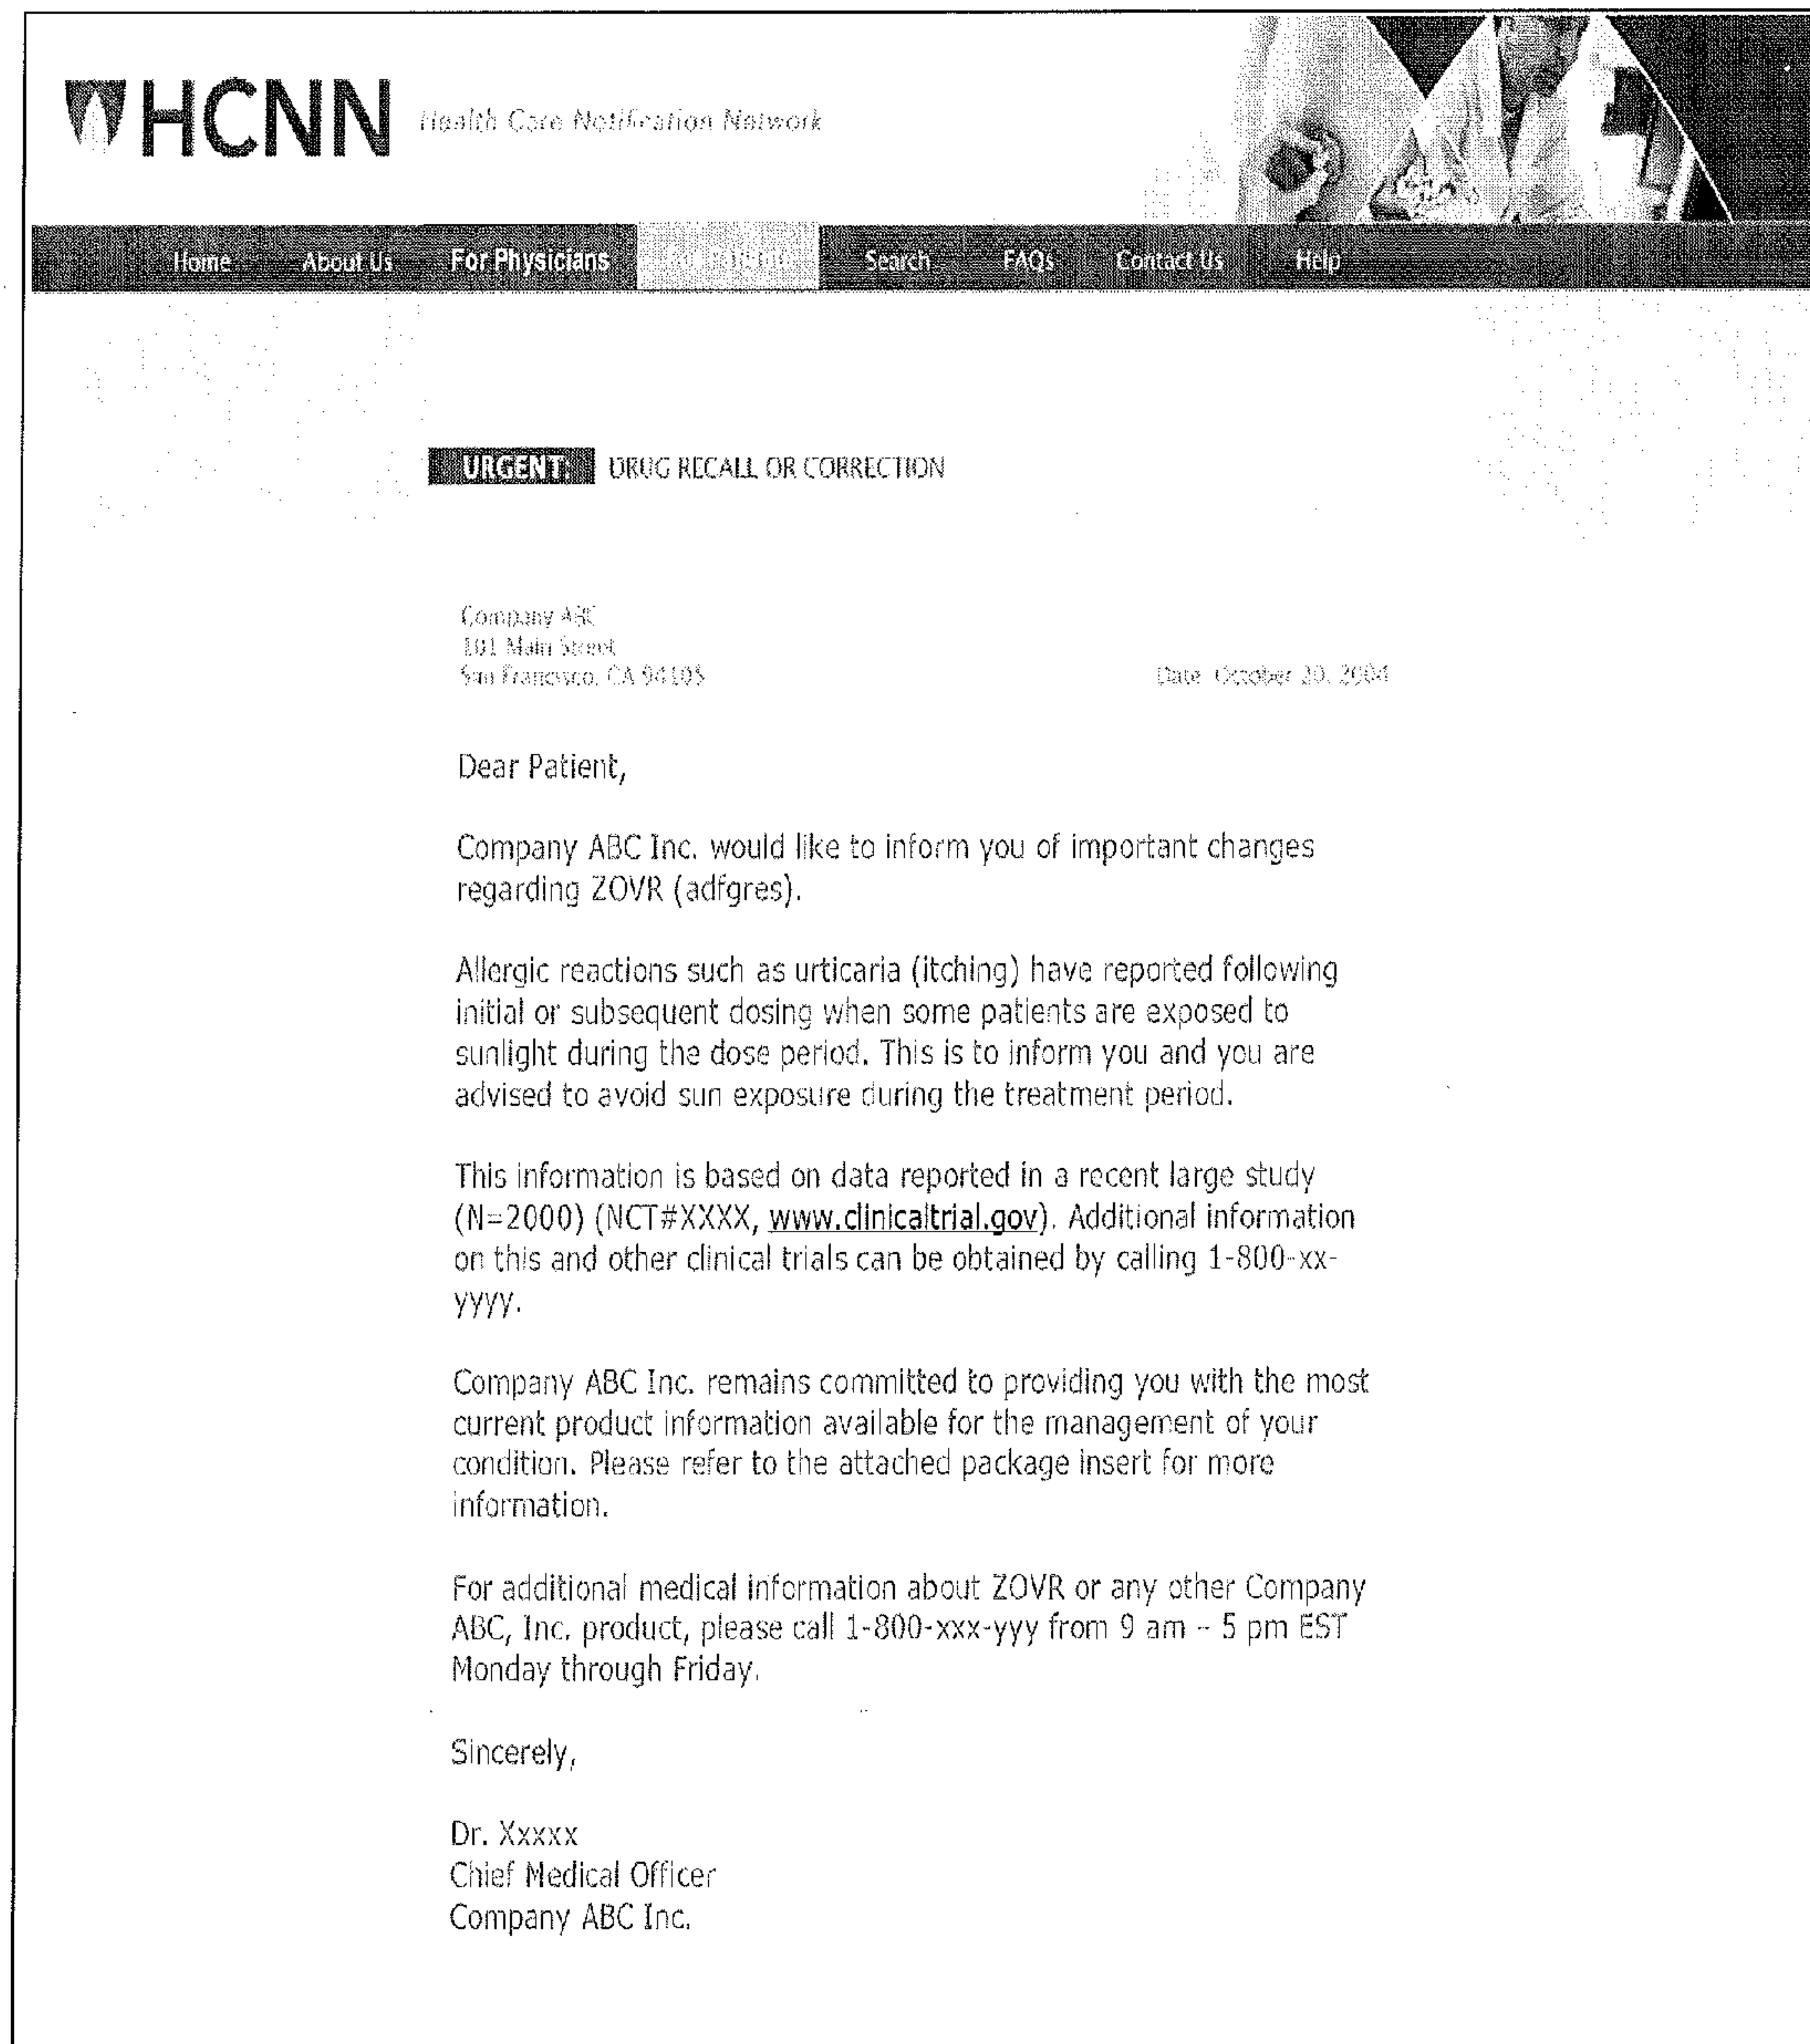 HCNN Health Care Notification Network
Home About Us For Physicians For Patients Search FAQs Contact Us Help
URGENT: DRUG RECALL OR CORRECTION
Company ABC
101 Main Street
San Francisco, CA 94105 Date: October 20, 2004
Dear Patient,
Company ABC Inc. would like to inform you of important changes
regarding ZOVR (adfgres).
Allergic reactions such as urticaria (itching) have reported following
initial or subsequent dosing when some patients are exposed to
sunlight during the dose period. This is to inform you and you are
advised to avoid sun exposure during the treatment period.
This information is based on data reported in a recent large study
(N=2000) (NCT#XXXX, www.clinicaltrial.gov). Additional information
on this and other clinical trials can be obtained by calling 1-800-xx-
yyyy.
Company ABC Inc. remains committed to providing you with the most
current product information available for the management of your
condition. Please refer to the attached package insert for more
information.
For additional medical information about ZOVR or any other Company
ABC, Inc. product, please call 1-800-xxx-yyy from 9 am - 5 pm EST
Monday through Friday.
Sincerely,
Dr. Xxxxx
Chief Medical Officer
Company ABC Inc.